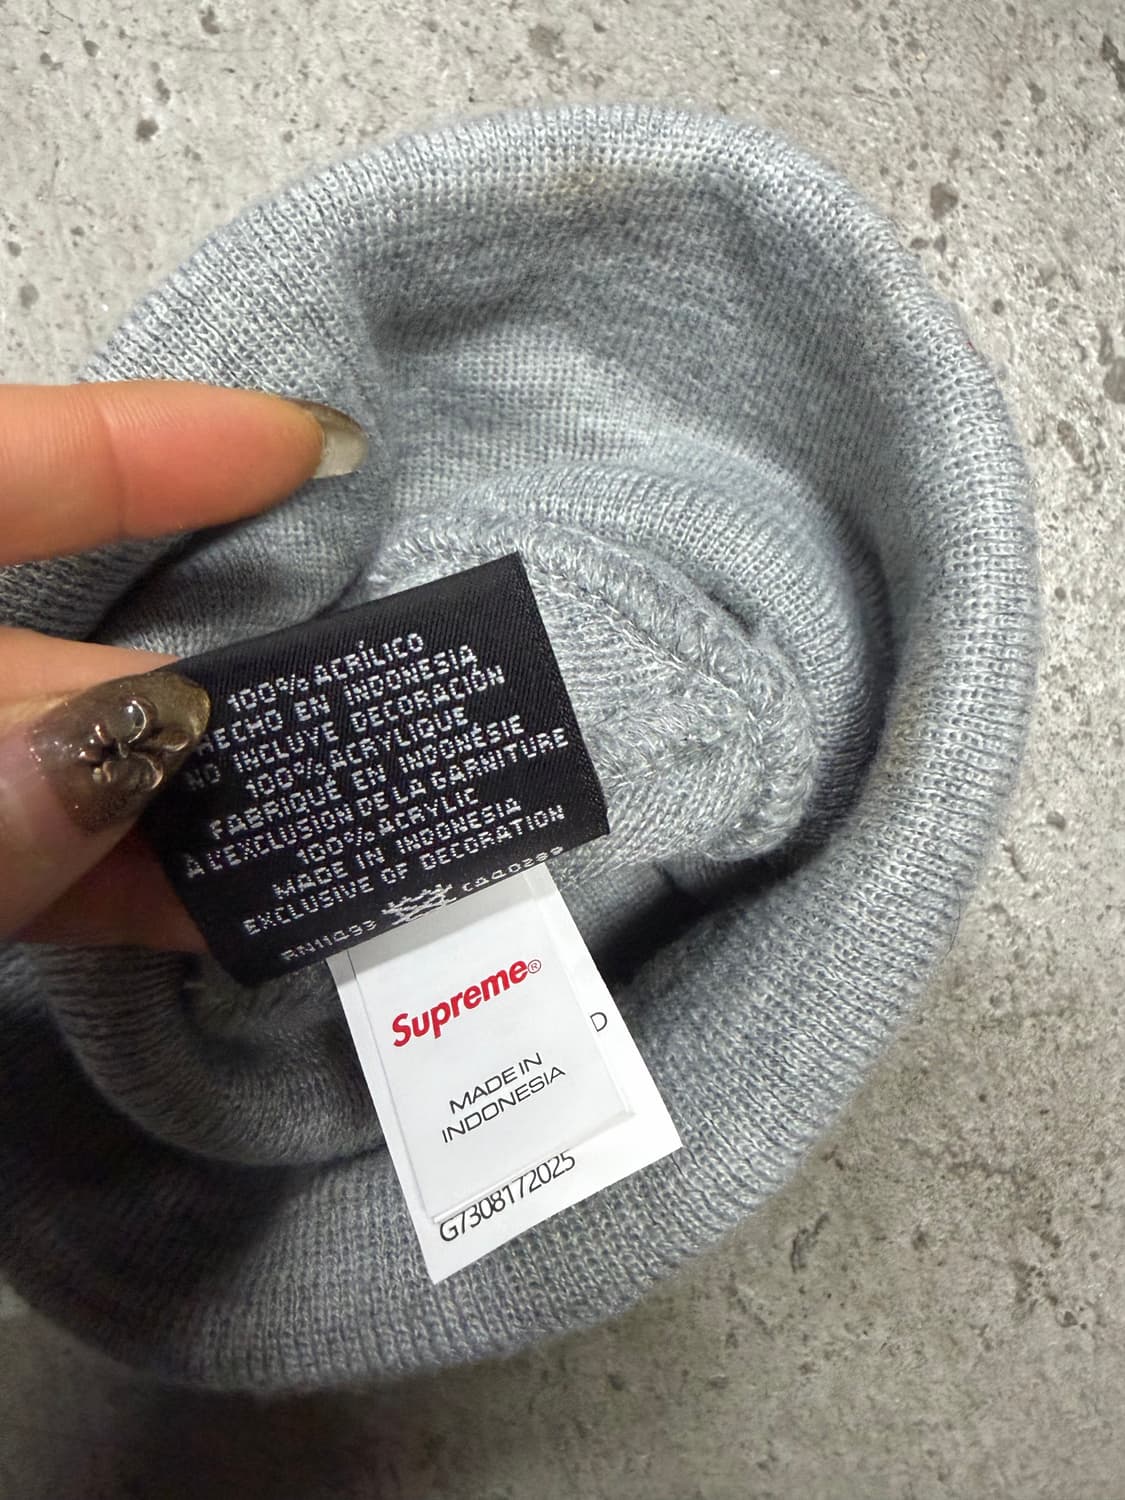 100% ACRÍLICO
HECHO EN INDONESIA
NO INCLUYE DECORACIÓN
100% ACRYLIQUE
FABRIQUÉ EN INDONÉSIE
À L'EXCLUSION DE LA GARNITURE
100% ACRYLIC
MADE IN INDONESIA
EXCLUSIVE OF DECORATION
RN11493
Supreme®
D
MADE IN
INDONESIA
G7308172025